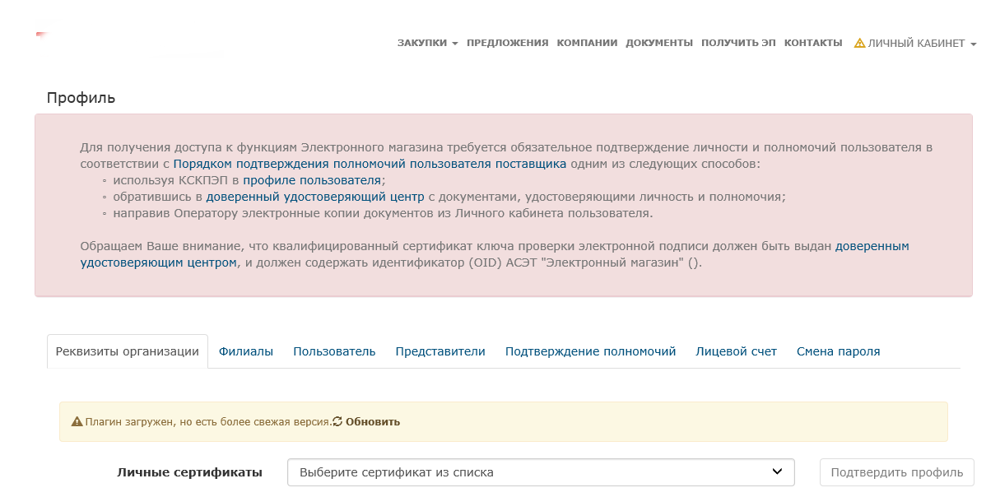 ЗАКУПКИ ПРЕДЛОЖЕНИЯ КОМПАНИИ ДОКУМЕНТЫ ПОЛУЧИТЬ ЭП КОНТАКТЫ ЛИЧНЫЙ КАБИНЕТ
Профиль
Для получения доступа к функциям Электронного магазина требуется обязательное подтверждение личности и полномочий пользователя в
соответствии с Порядком подтверждения полномочий пользователя поставщика одним из следующих способов:
◦ используя КСКПЭП в профиле пользователя;
◦ обратившись в доверенный удостоверяющий центр с документами, удостоверяющими личность и полномочия;
◦ направив Оператору электронные копии документов из Личного кабинета пользователя.
Обращаем Ваше внимание, что квалифицированный сертификат ключа проверки электронной подписи должен быть выдан доверенным
удостоверяющим центром, и должен содержать идентификатор (OID) АСЭТ "Электронный магазин" ().
Реквизиты организации Филиалы Пользователь Представители Подтверждение полномочий Лицевой счет Смена пароля
Плагин загружен, но есть более свежая версия. Обновить
Личные сертификаты Выберите сертификат из списка Подтвердить профиль